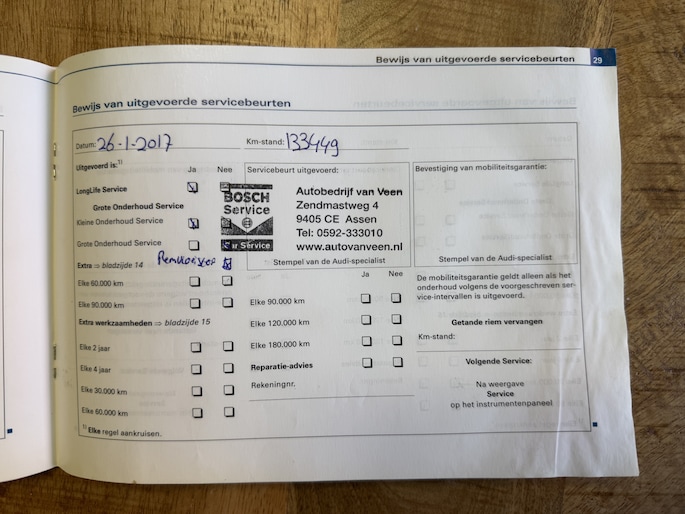 Bewijs van uitgevoerde servicebeurten 29
Bewijs van uitgevoerde servicebeurten
Datum: 26-1-2017 Km-stand: 133449
Uitgevoerd is:¹⁾ Ja Nee
LongLife Service
Grote Onderhoud Service
Kleine Onderhoud Service
Grote Onderhoud Service
Extra ⇒ bladzijde 14 Remvloeistof
Elke 60.000 km
Elke 90.000 km
Extra werkzaamheden ⇒ bladzijde 15
Elke 2 jaar
Elke 4 jaar
Elke 30.000 km
Elke 60.000 km
¹⁾ Elke regel aankruisen.
Servicebeurt uitgevoerd:
BOSCH
Service
Car Service
Autobedrijf van Veen
Zendmastweg 4
9405 CE Assen
Tel: 0592-333010
www.autovanveen.nl
Stempel van de Audi-specialist
Ja Nee
Elke 90.000 km
Elke 120.000 km
Elke 180.000 km
Reparatie-advies
Rekeningnr.
Bevestiging van mobiliteitsgarantie:
Stempel van de Audi-specialist
De mobiliteitsgarantie geldt alleen als het
onderhoud volgens de voorgeschreven ser-
vice-intervallen is uitgevoerd.
Getande riem vervangen
Km-stand:
Volgende Service:
Na weergave
Service
op het instrumentenpaneel